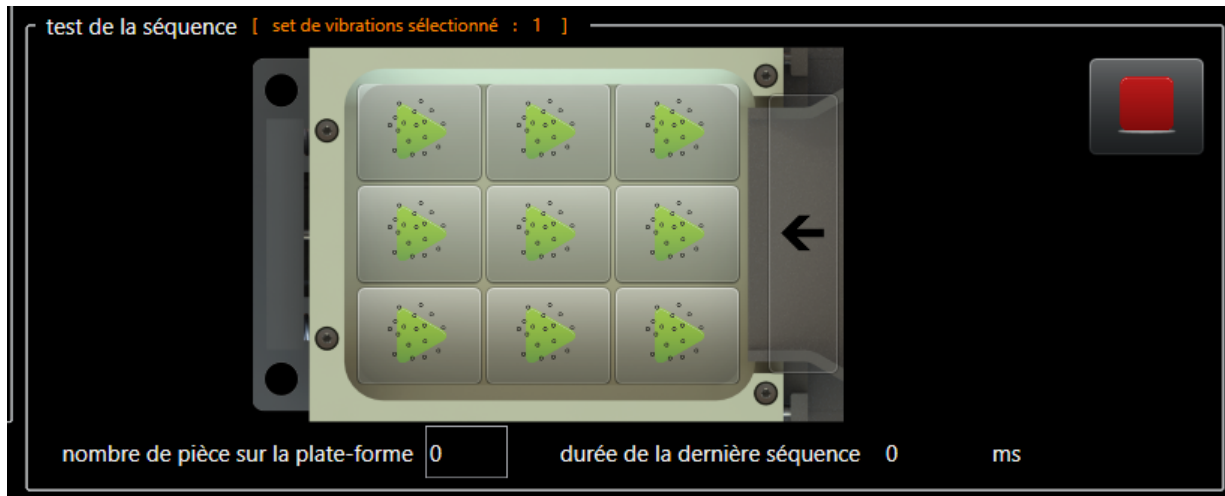 test de la séquence [ set de vibrations sélectionné : 1 ]
nombre de pièce sur la plate-forme 0 durée de la dernière séquence 0 ms